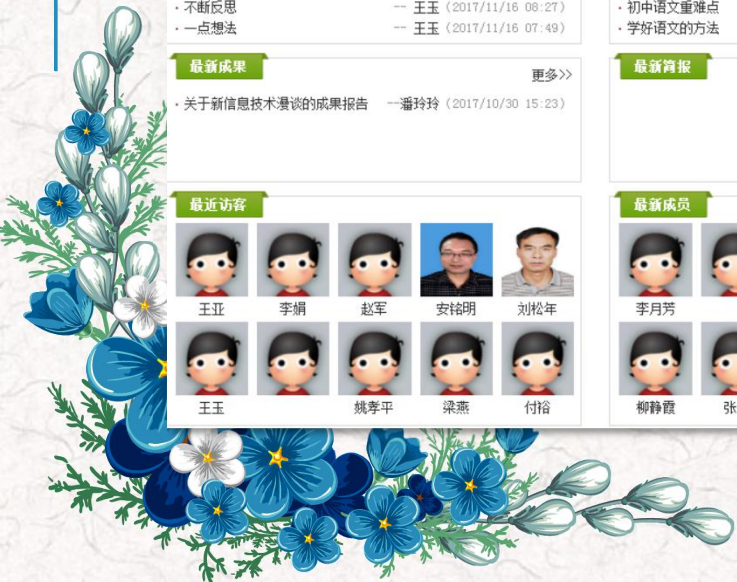 · 不断反思 -- 王玉 (2017/11/16 08:27)
· 一点想法 -- 王玉 (2017/11/16 07:49)
· 初中语文重难点
· 学好语文的方法
最新成果
更多>>
· 关于新信息技术漫谈的成果报告 --潘玲玲 (2017/10/30 15:23)
最新简报
最近访客
王亚 李娟 赵军 安铭明 刘松年
王玉 姚孝平 梁燕 付裕
最新成员
李月芳
柳静霞 张